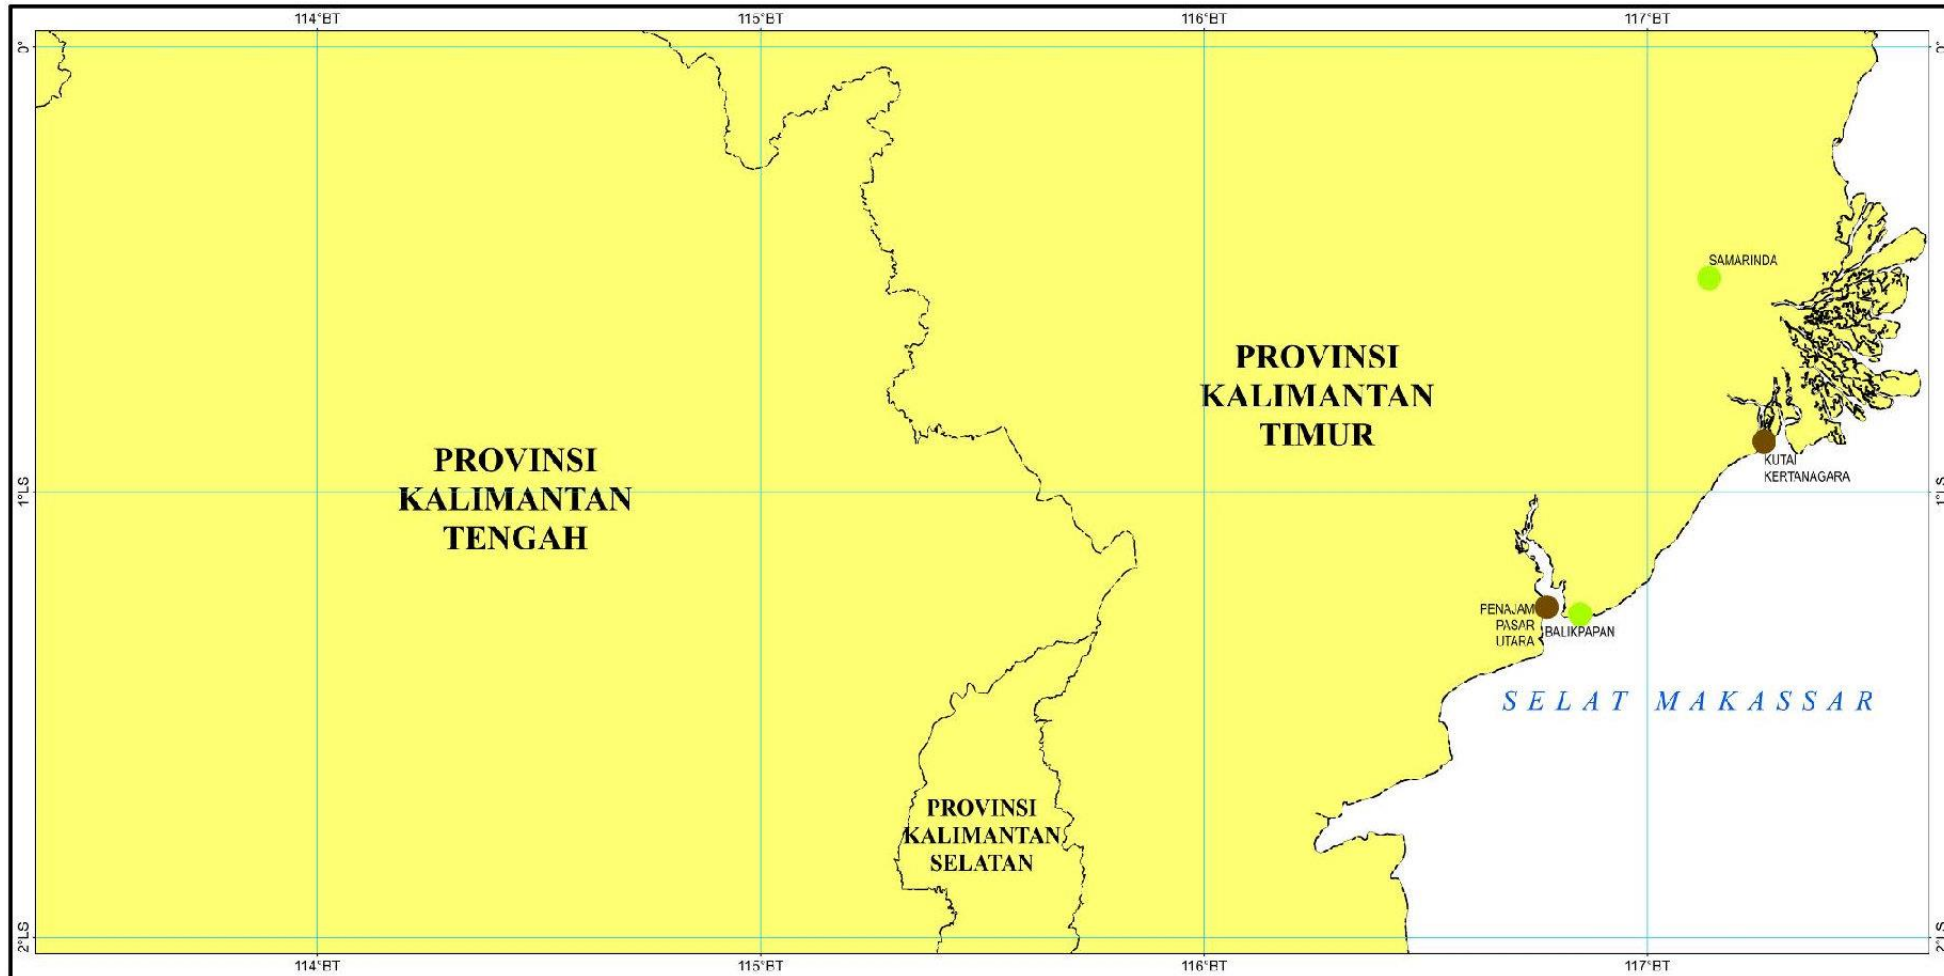 114°BT 115°BT 116°BT 117°BT
0° 0°
SAMARINDA
PROVINSI
KALIMANTAN
TIMUR
PROVINSI
KALIMANTAN
TENGAH
KUTAI
KERTANAGARA
1°LS 1°LS
PENAJAM
PASAR
UTARA
BALIKPAPAN
SELAT MAKASSAR
PROVINSI
KALIMANTAN
SELATAN
2°LS 2°LS
114°BT 115°BT 116°BT 117°BT